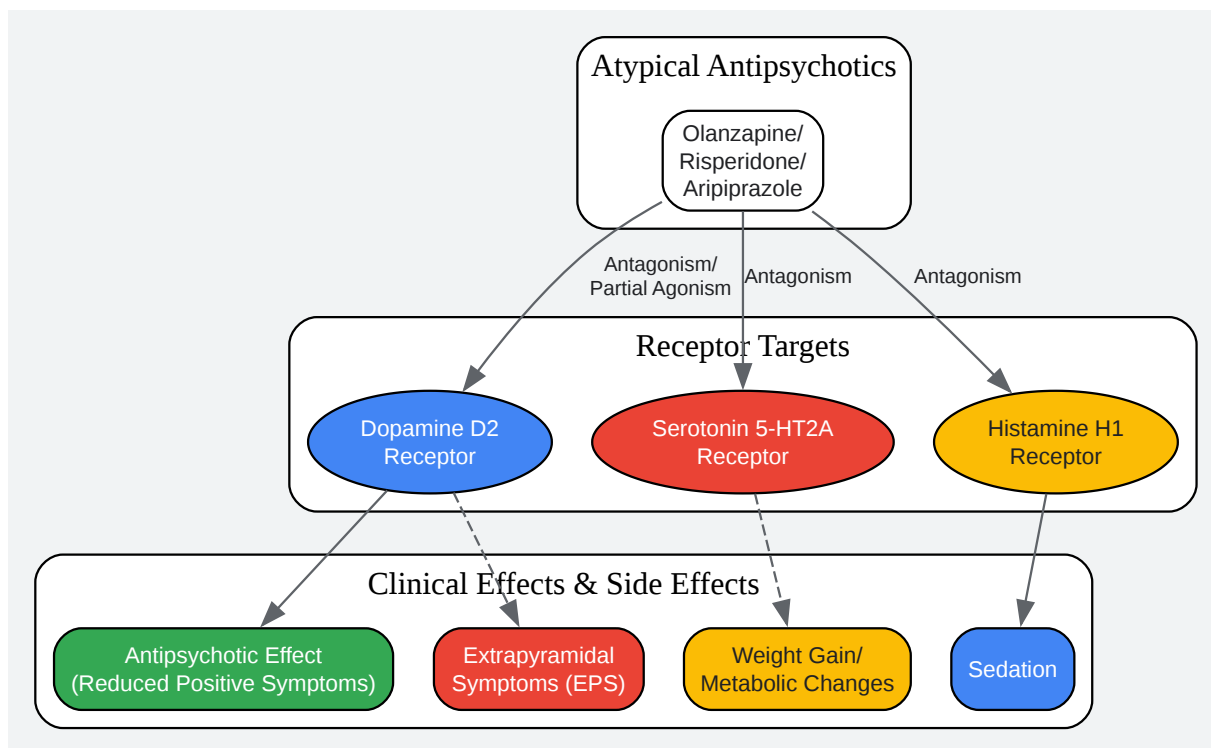 Atypical Antipsychotics
Olanzapine/
Risperidone/
Aripiprazole
Antagonism/
Partial Agonism
Antagonism
Antagonism
Receptor Targets
Dopamine D2
Receptor
Serotonin 5-HT2A
Receptor
Histamine H1
Receptor
Clinical Effects & Side Effects
Antipsychotic Effect
(Reduced Positive Symptoms)
Extrapyramidal
Symptoms (EPS)
Weight Gain/
Metabolic Changes
Sedation